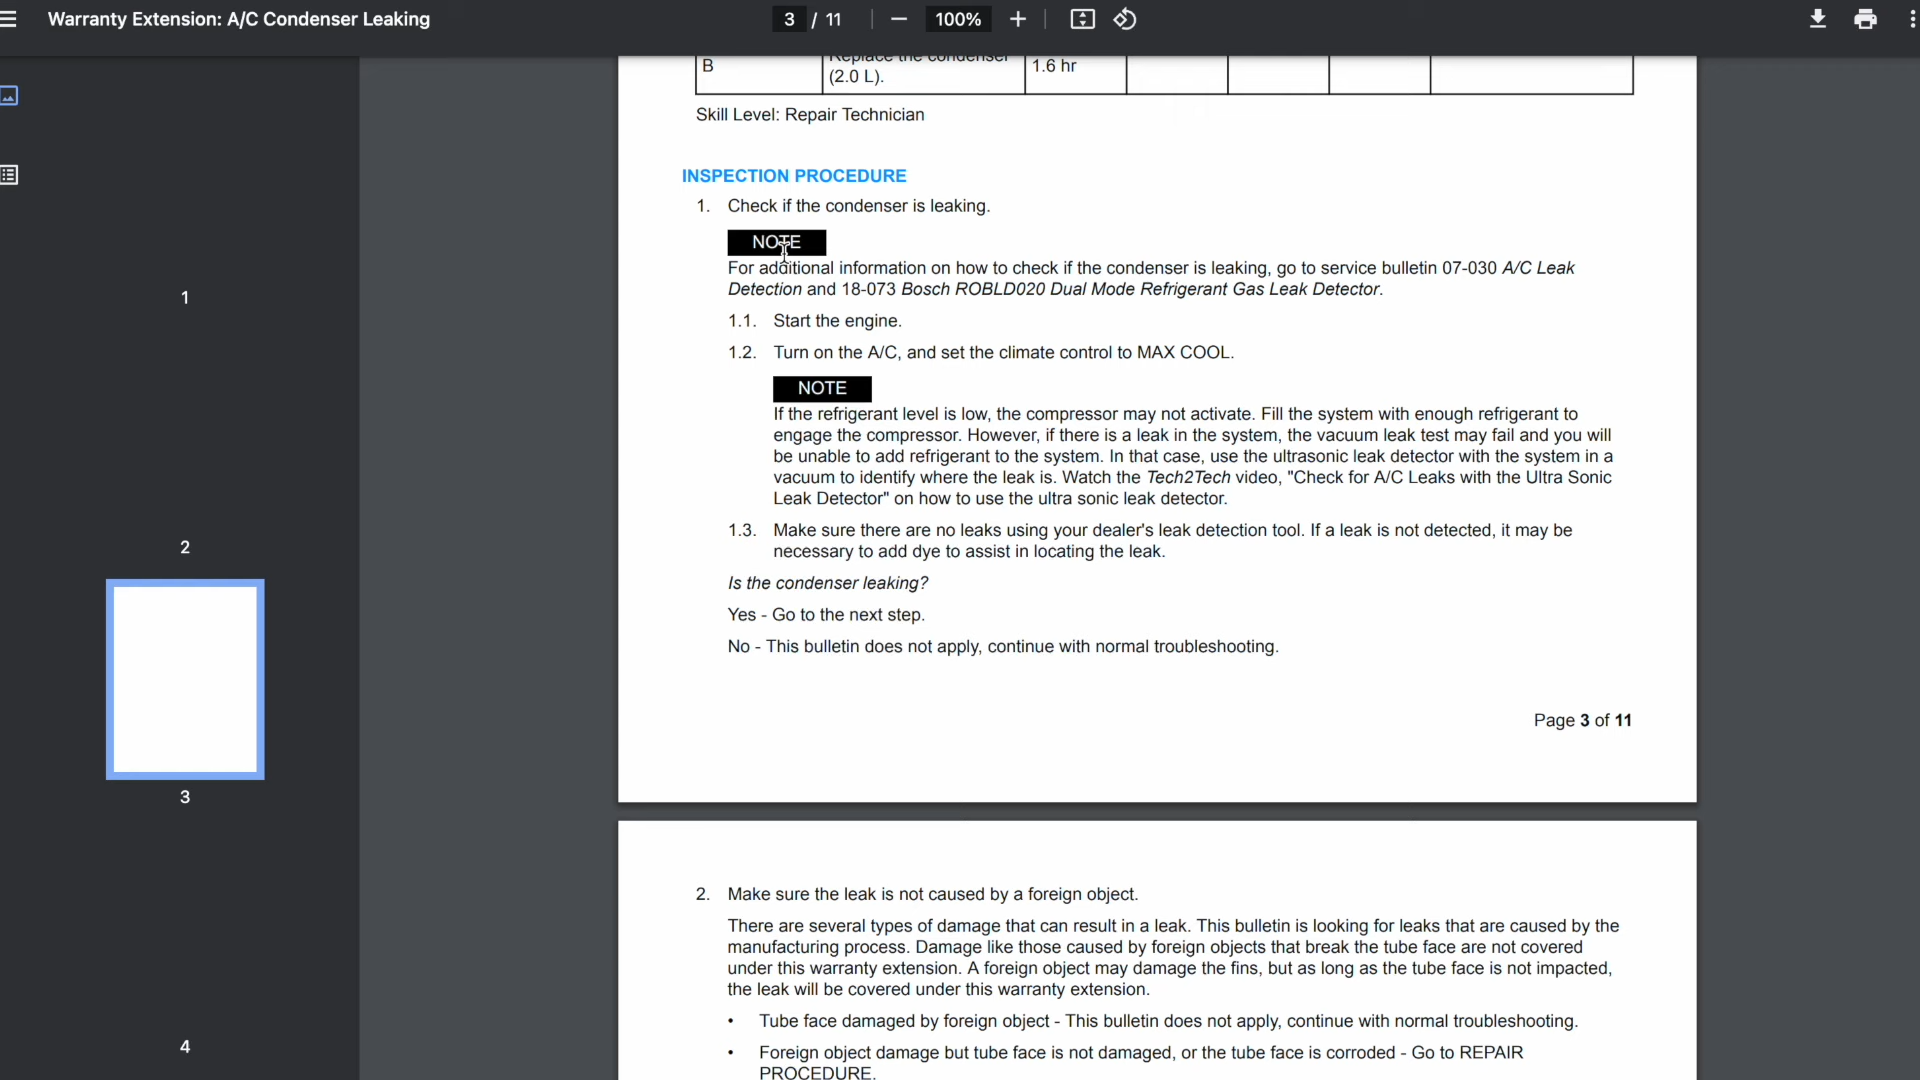 Warranty Extension: A/C Condenser Leaking
3 / 11
100%
1
2
3
4
B
Replace the condenser
(2.0 L).
1.6 hr
Skill Level: Repair Technician
INSPECTION PROCEDURE
1. Check if the condenser is leaking.
NOTE
For additional information on how to check if the condenser is leaking, go to service bulletin 07-030 A/C Leak
Detection and 18-073 Bosch ROBLD020 Dual Mode Refrigerant Gas Leak Detector.
1.1. Start the engine.
1.2. Turn on the A/C, and set the climate control to MAX COOL.
NOTE
If the refrigerant level is low, the compressor may not activate. Fill the system with enough refrigerant to
engage the compressor. However, if there is a leak in the system, the vacuum leak test may fail and you will
be unable to add refrigerant to the system. In that case, use the ultrasonic leak detector with the system in a
vacuum to identify where the leak is. Watch the Tech2Tech video, "Check for A/C Leaks with the Ultra Sonic
Leak Detector" on how to use the ultra sonic leak detector.
1.3. Make sure there are no leaks using your dealer's leak detection tool. If a leak is not detected, it may be
necessary to add dye to assist in locating the leak.
Is the condenser leaking?
Yes - Go to the next step.
No - This bulletin does not apply, continue with normal troubleshooting.
Page 3 of 11
2. Make sure the leak is not caused by a foreign object.
There are several types of damage that can result in a leak. This bulletin is looking for leaks that are caused by the
manufacturing process. Damage like those caused by foreign objects that break the tube face are not covered
under this warranty extension. A foreign object may damage the fins, but as long as the tube face is not impacted,
the leak will be covered under this warranty extension.
• Tube face damaged by foreign object - This bulletin does not apply, continue with normal troubleshooting.
• Foreign object damage but tube face is not damaged, or the tube face is corroded - Go to REPAIR
PROCEDURE.